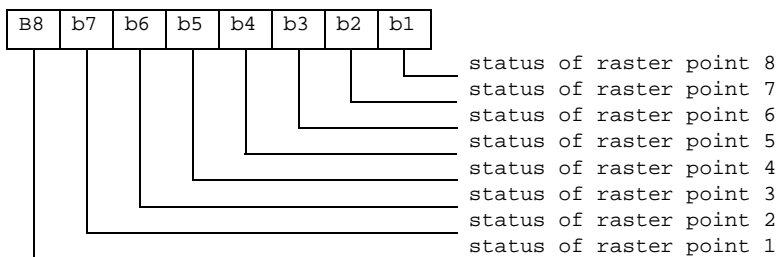 B8 b7 b6 b5 b4 b3 b2 b1
status of raster point 8
status of raster point 7
status of raster point 6
status of raster point 5
status of raster point 4
status of raster point 3
status of raster point 2
status of raster point 1